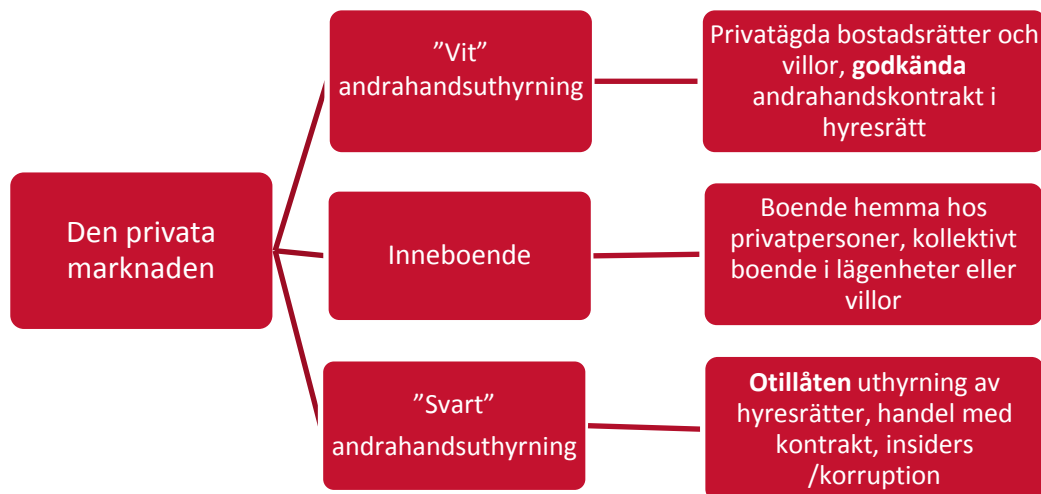 Den privata
marknaden
”Vit”
andrahandsuthyrning
Privatägda bostadsrätter och
villor, godkända
andrahandskontrakt i
hyresrätt
Inneboende
Boende hemma hos
privatpersoner, kollektivt
boende i lägenheter eller
villor
”Svart”
andrahandsuthyrning
Otillåten uthyrning av
hyresrätter, handel med
kontrakt, insiders
/korruption